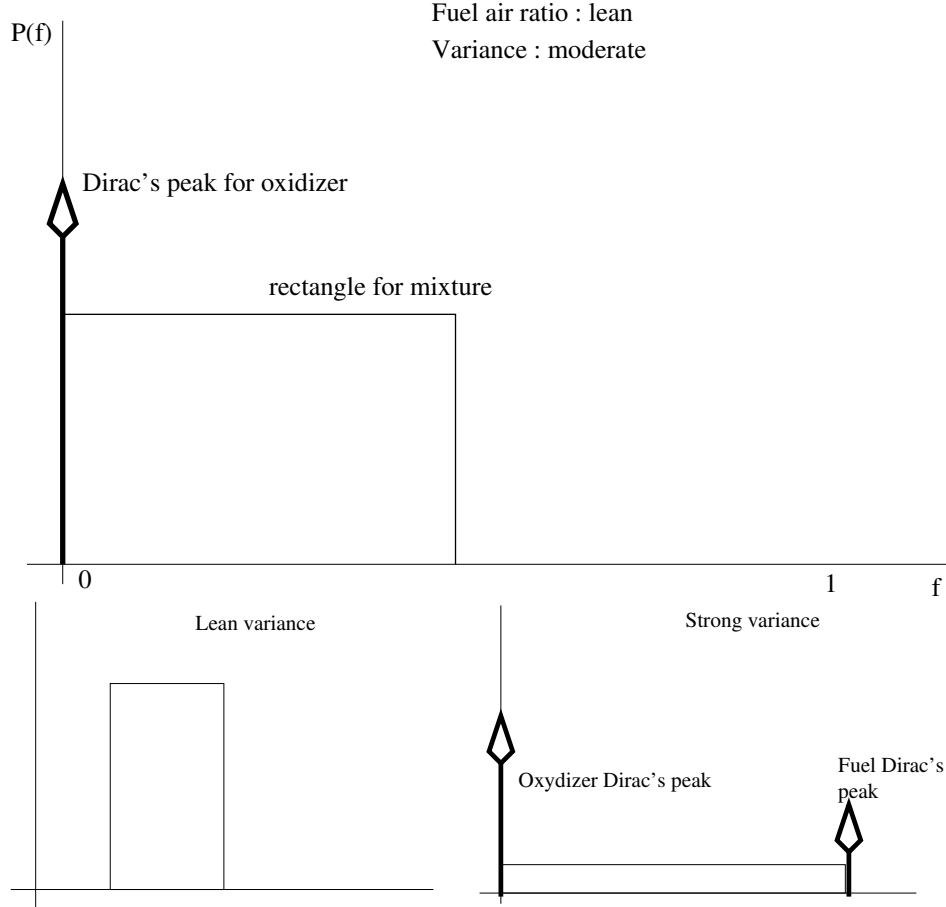 Fuel air ratio : lean
P(f)
Variance : moderate
Dirac's peak for oxidizer
rectangle for mixture
0
1
f
Lean variance
Strong variance
Oxydizer Dirac's peak
Fuel Dirac's
peak